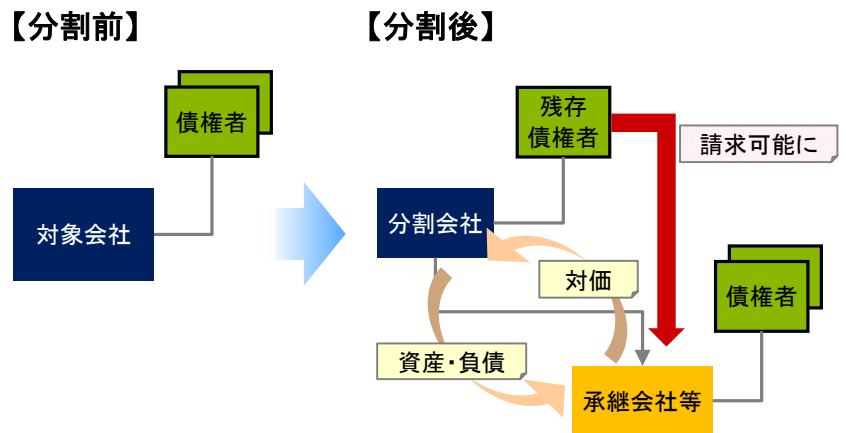 【分割前】
債権者
対象会社
【分割後】
残存
債権者
請求可能に
分割会社
対価
債権者
資産・負債
承継会社等